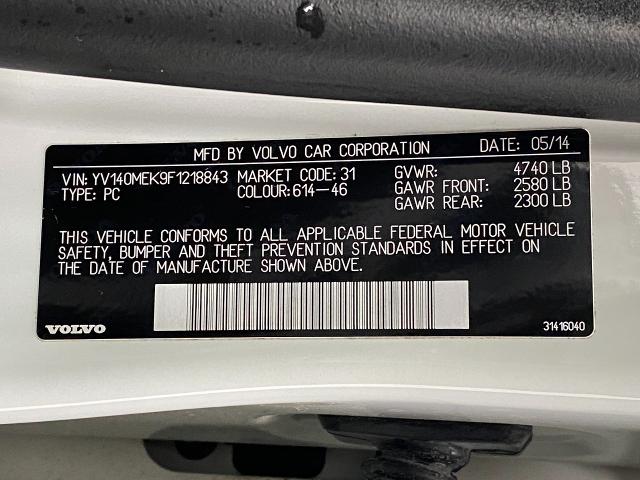 MFD BY VOLVO CAR CORPORATION DATE: 05/14
VIN: YV140MEK9F1218843 MARKET CODE: 31 GVWR: 4740 LB
TYPE: PC COLOUR: 614-46 GAWR FRONT: 2580 LB
GAWR REAR: 2300 LB
THIS VEHICLE CONFORMS TO ALL APPLICABLE FEDERAL MOTOR VEHICLE
SAFETY, BUMPER AND THEFT PREVENTION STANDARDS IN EFFECT ON
THE DATE OF MANUFACTURE SHOWN ABOVE.
VOLVO 31416040